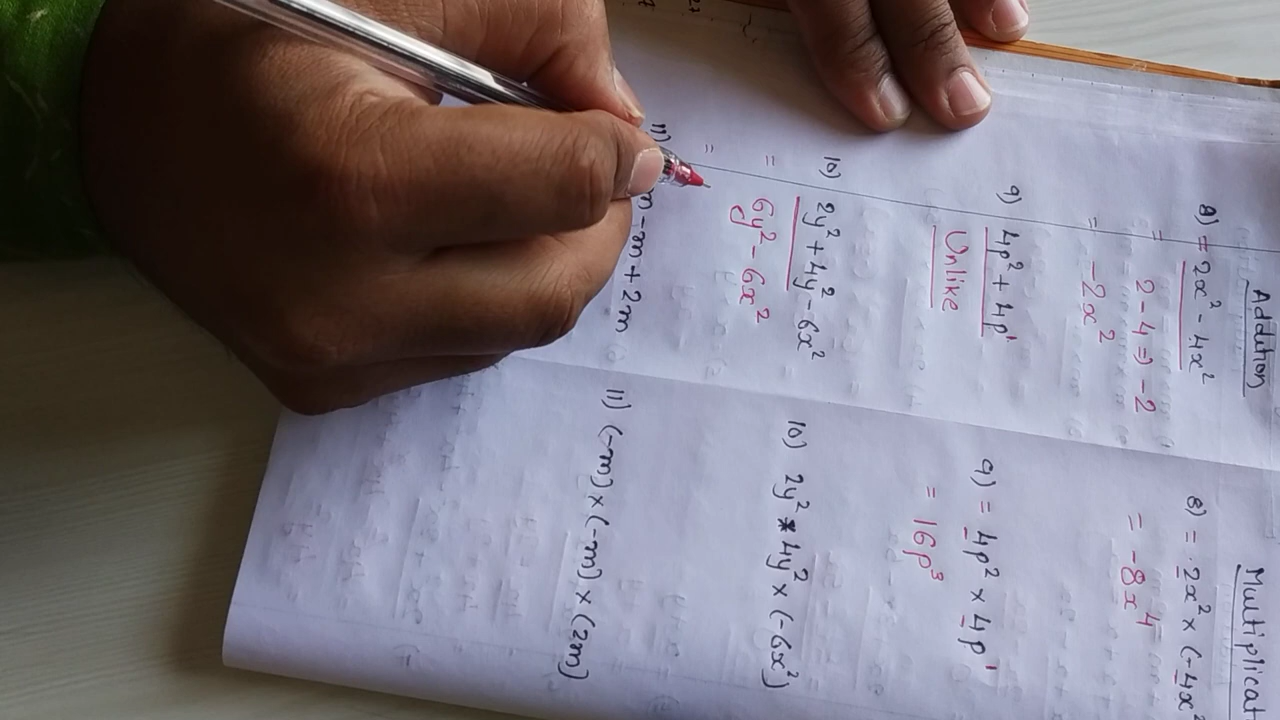 Addition
8) = 2x² - 4x²
= 2 - 4 => -2
= -2x²
9) 4p² + 4p¹
Unlike
10) 2y² + 4y² - 6x²
= 6y² - 6x²
=
11) - m + 2m
8) = 2x² × (-4x²
= -8x⁴
9) = 4p² × 4p¹
= 16p³
10) 2y² * 4y² × (-6x²)
11) (-m) × (-m) × (2m)